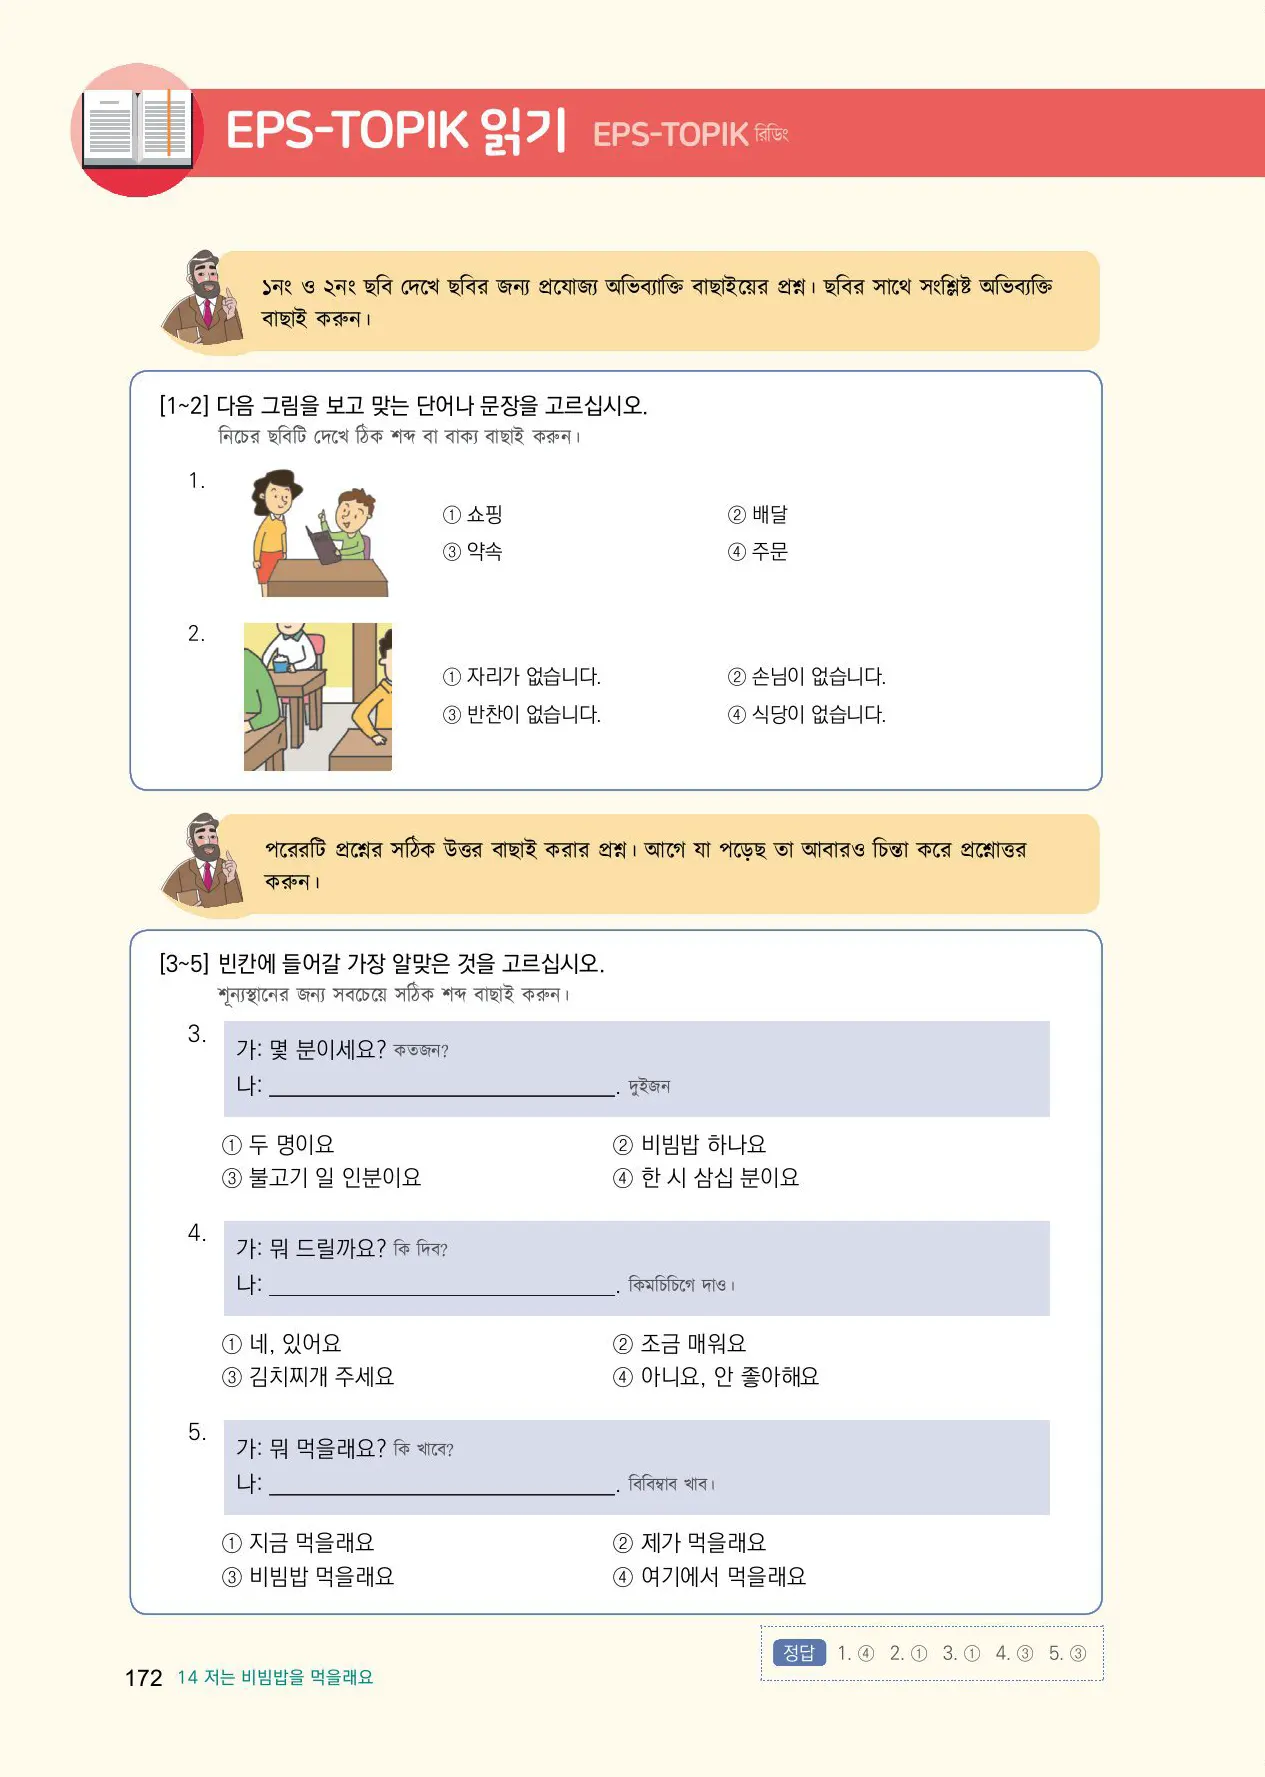 EPS-TOPIK 읽기 EPS-TOPIK রিডিং
১নং ও ২নং ছবি দেখে ছবির জন্য প্রযোজ্য অভিব্যাক্তি বাছাইয়ের প্রশ্ন। ছবির সাথে সংশ্লিষ্ট অভিব্যক্তি
বাছাই করুন।
[1~2] 다음 그림을 보고 맞는 단어나 문장을 고르십시오.
নিচের ছবিটি দেখে ঠিক শব্দ বা বাক্য বাছাই করুন।
1.
① 쇼핑 ② 배달
③ 약속 ④ 주문
2.
① 자리가 없습니다. ② 손님이 없습니다.
③ 반찬이 없습니다. ④ 식당이 없습니다.
পরেরটি প্রশ্নের সঠিক উত্তর বাছাই করার প্রশ্ন। আগে যা পড়েছ তা আবারও চিন্তা করে প্রশ্নোত্তর
করুন।
[3~5] 빈칸에 들어갈 가장 알맞은 것을 고르십시오.
শূন্যস্থানের জন্য সবচেয়ে সঠিক শব্দ বাছাই করুন।
3.
가: 몇 분이세요? কতজন?
나: ______________________________. দুইজন
① 두 명이요 ② 비빔밥 하나요
③ 불고기 일 인분이요 ④ 한 시 삼십 분이요
4.
가: 뭐 드릴까요? কি দিব?
나: ______________________________. কিমচিচিগে দাও।
① 네, 있어요 ② 조금 매워요
③ 김치찌개 주세요 ④ 아니요, 안 좋아해요
5.
가: 뭐 먹을래요? কি খাবে?
나: ______________________________. বিবিম্বাব খাব।
① 지금 먹을래요 ② 제가 먹을래요
③ 비빔밥 먹을래요 ④ 여기에서 먹을래요
정답 1. ④ 2. ① 3. ① 4. ③ 5. ③
172 14 저는 비빔밥을 먹을래요